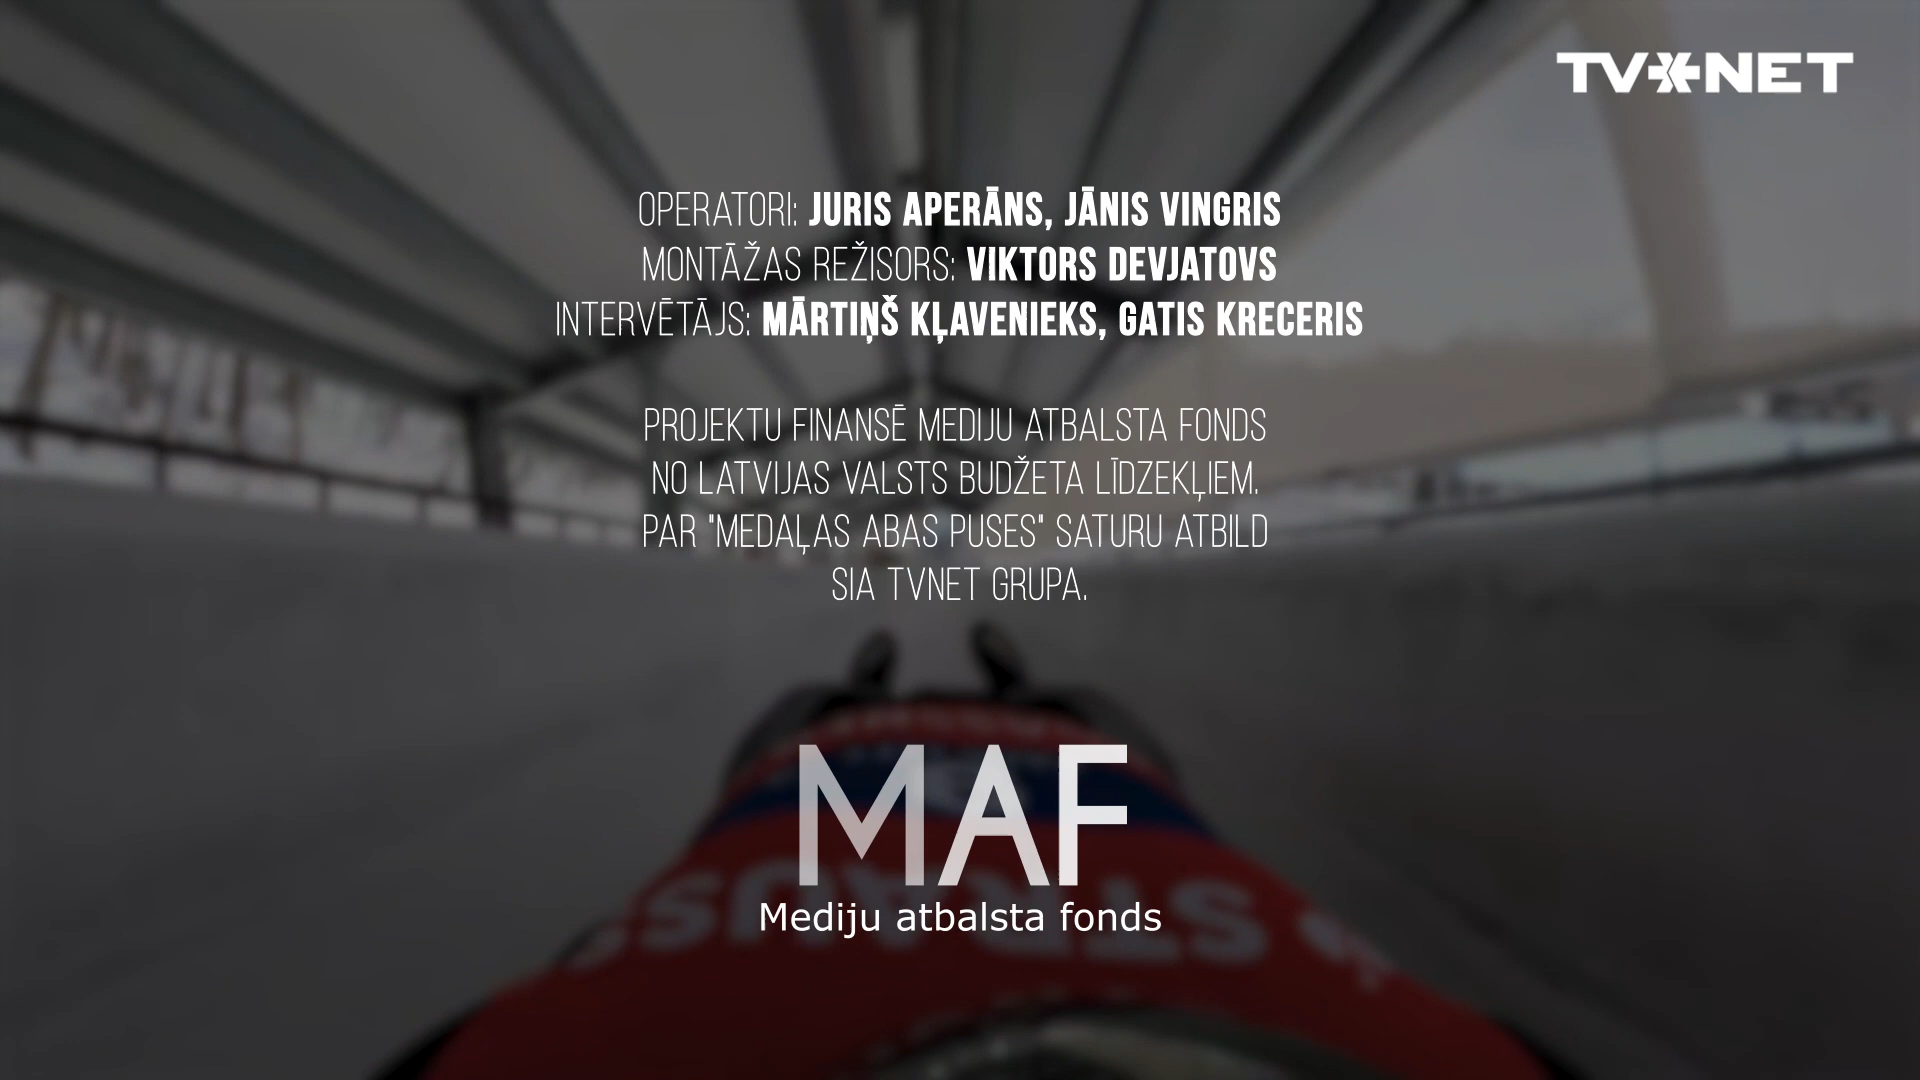 TV NET
OPERATORI: JURIS APERĀNS, JĀNIS VINGRIS
MONTĀŽAS REŽISORS: VIKTORS DEVJATOVS
INTERVĒTĀJS: MĀRTIŅŠ KĻAVENIEKS, GATIS KRECERIS
PROJEKTU FINANSĒ MEDIJU ATBALSTA FONDS
NO LATVIJAS VALSTS BUDŽETA LĪDZEKĻIEM.
PAR "MEDAĻAS ABAS PUSES" SATURU ATBILD
SIA TVNET GRUPA.
MAF
Mediju atbalsta fonds